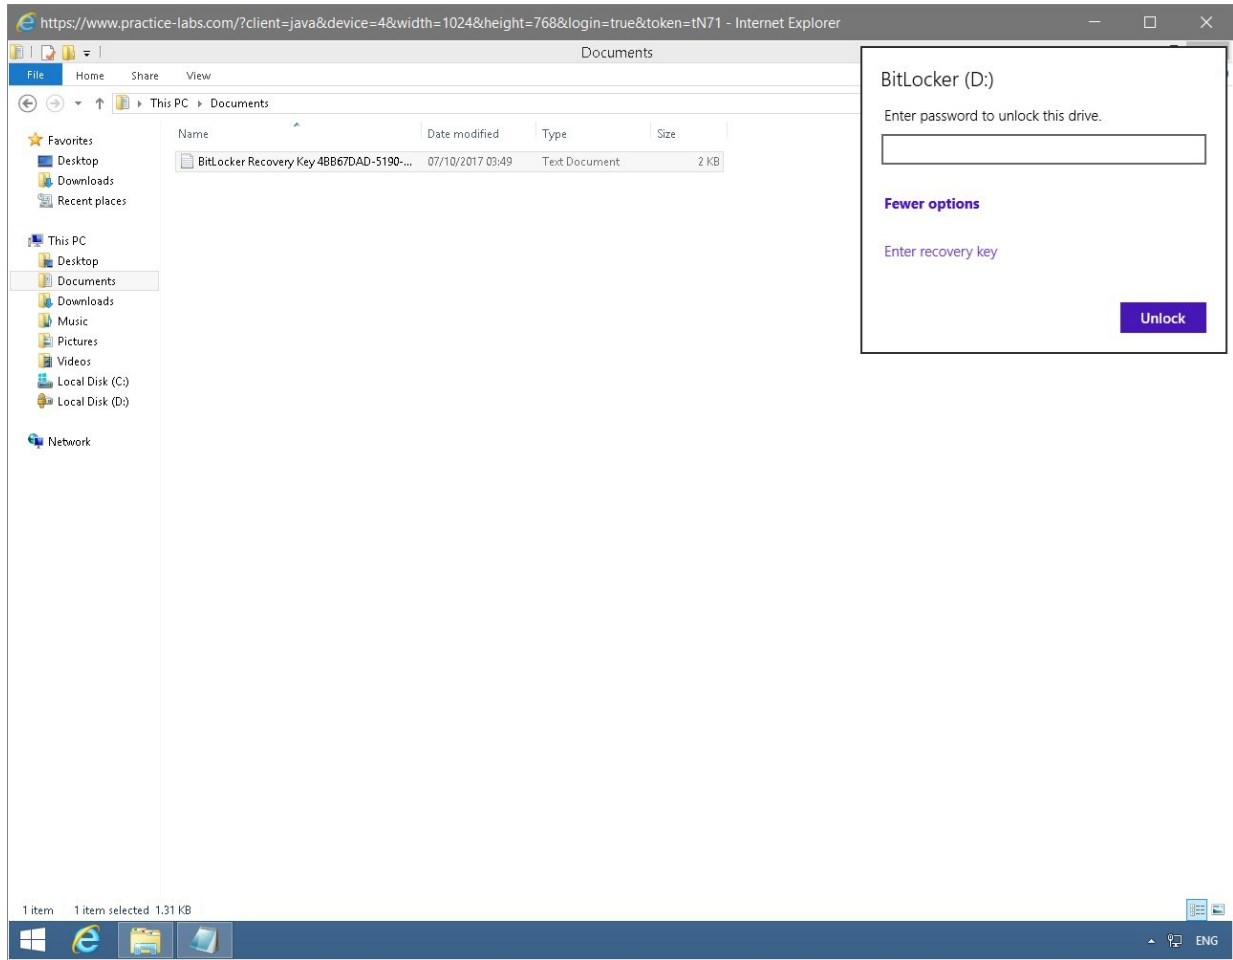 https://www.practice-labs.com/?client=java&device=4&width=1024&height=768&login=true&token=tN71 - Internet Explorer
Documents
File Home Share View
This PC Documents
Name Date modified Type Size
BitLocker Recovery Key 4BB67DAD-5190-... 07/10/2017 03:49 Text Document 2 KB
Favorites
Desktop
Downloads
Recent places
This PC
Desktop
Documents
Downloads
Music
Pictures
Videos
Local Disk (C:)
Local Disk (D:)
Network
BitLocker (D:)
Enter password to unlock this drive.
Fewer options
Enter recovery key
Unlock
1 item 1 item selected 1.31 KB
ENG